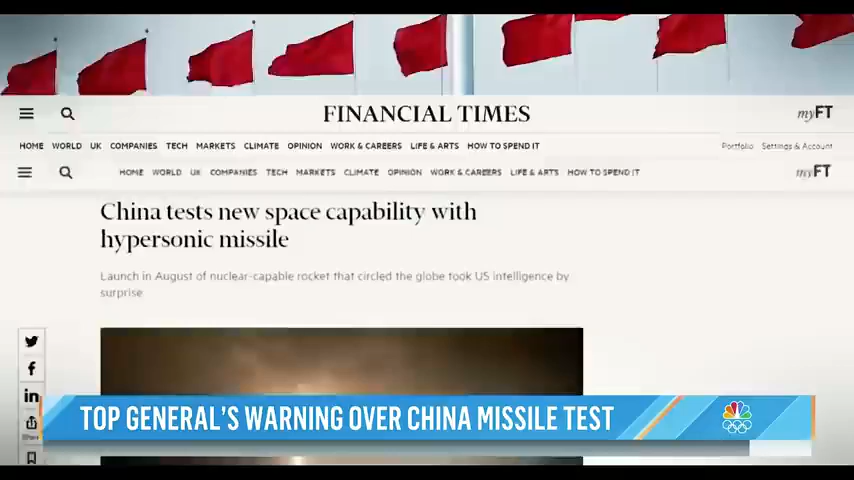 FINANCIAL TIMES
myFT
HOME WORLD UK COMPANIES TECH MARKETS CLIMATE OPINION WORK & CAREERS LIFE & ARTS HOW TO SPEND IT
Portfolio Settings & Account
HOME WORLD UK COMPANIES TECH MARKETS CLIMATE OPINION WORK & CAREERS LIFE & ARTS HOW TO SPEND IT
myFT
China tests new space capability with
hypersonic missile
Launch in August of nuclear-capable rocket that circled the globe took US intelligence by
surprise
Share
TOP GENERAL'S WARNING OVER CHINA MISSILE TEST